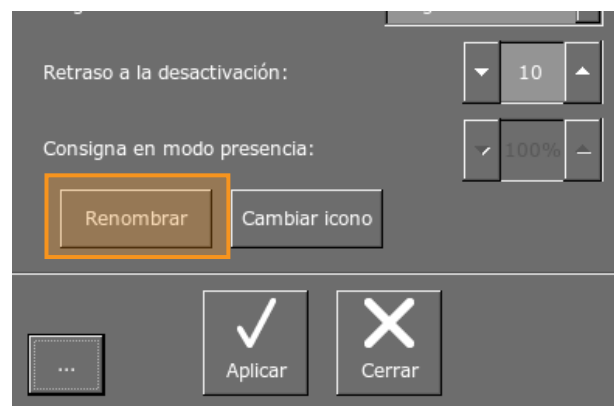 Retraso a la desactivación:
10
Consigna en modo presencia:
100%
Renombrar
Cambiar icono
...
Aplicar
Cerrar